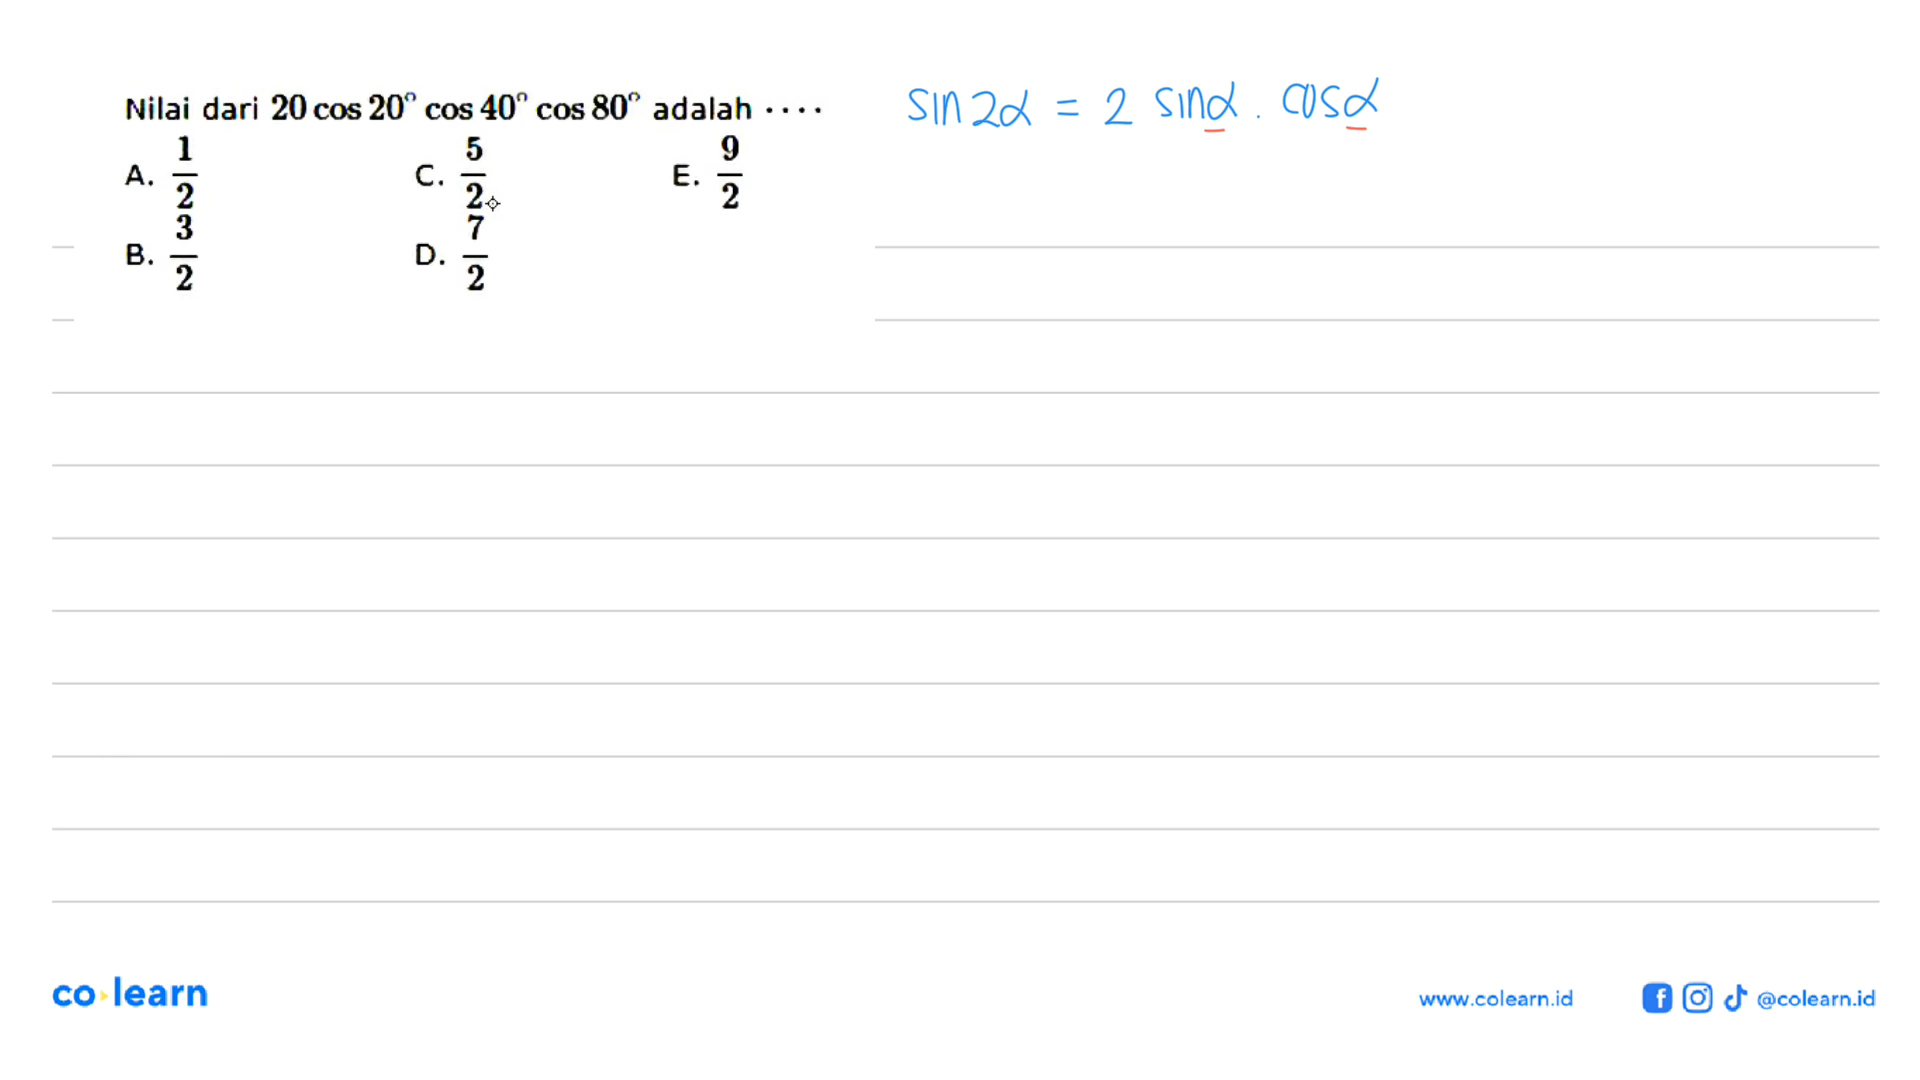 Nilai dari 20 cos 20° cos 40° cos 80° adalah ....
A. 1/2 C. 5/2 E. 9/2
B. 3/2 D. 7/2
sin 2α = 2 sin α . cos α
co learn
www.colearn.id @colearn.id